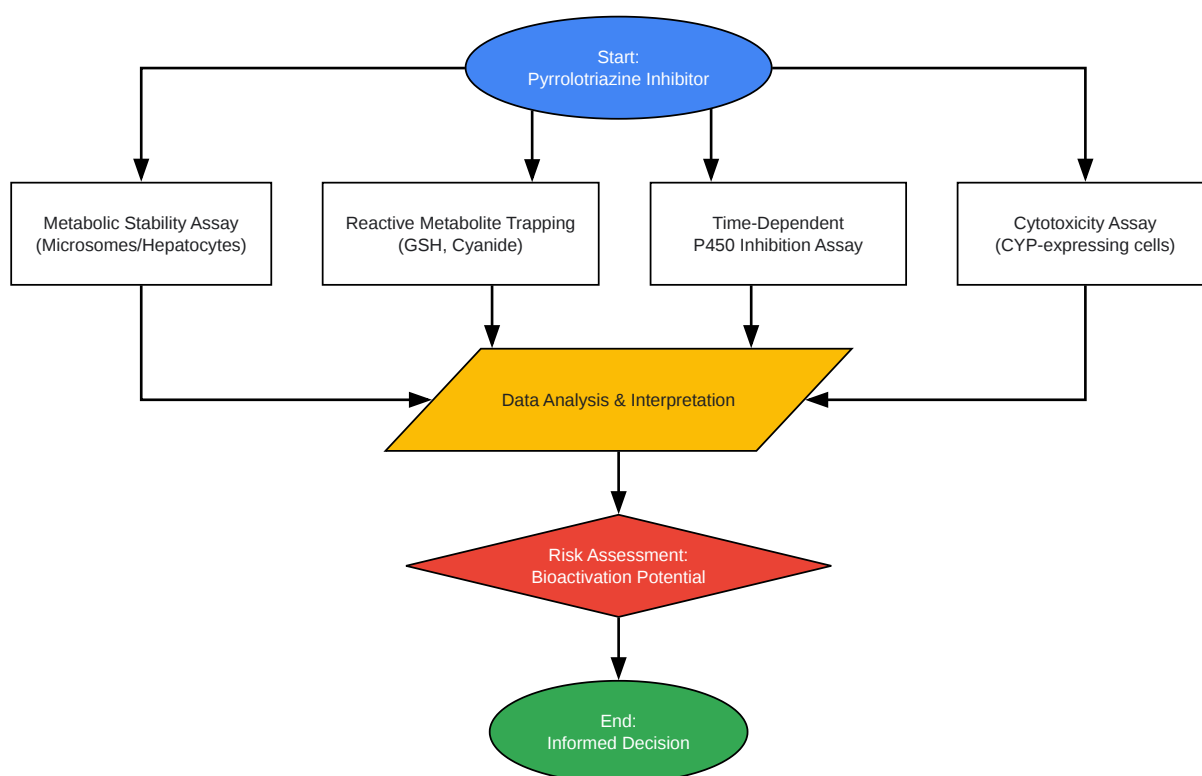 Start:
Pyrrolotriazine Inhibitor
Metabolic Stability Assay
(Microsomes/Hepatocytes)
Reactive Metabolite Trapping
(GSH, Cyanide)
Time-Dependent
P450 Inhibition Assay
Cytotoxicity Assay
(CYP-expressing cells)
Data Analysis & Interpretation
Risk Assessment:
Bioactivation Potential
End:
Informed Decision